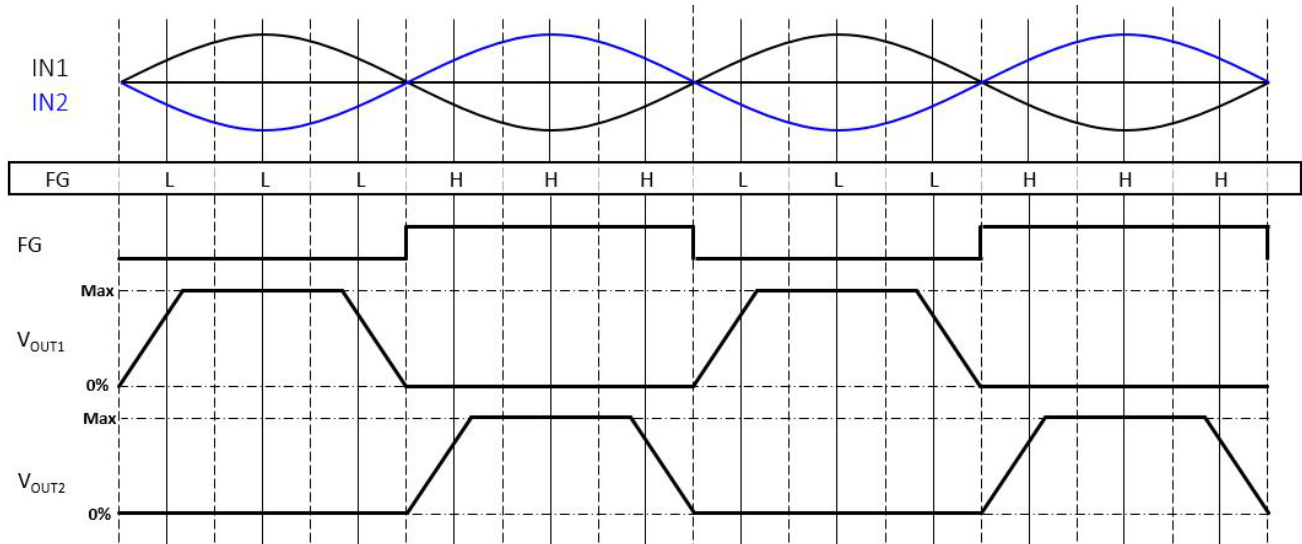 IN1
IN2
FG L L L H H H L L L H H H
FG
Max
VOUT1
0%
Max
VOUT2
0%